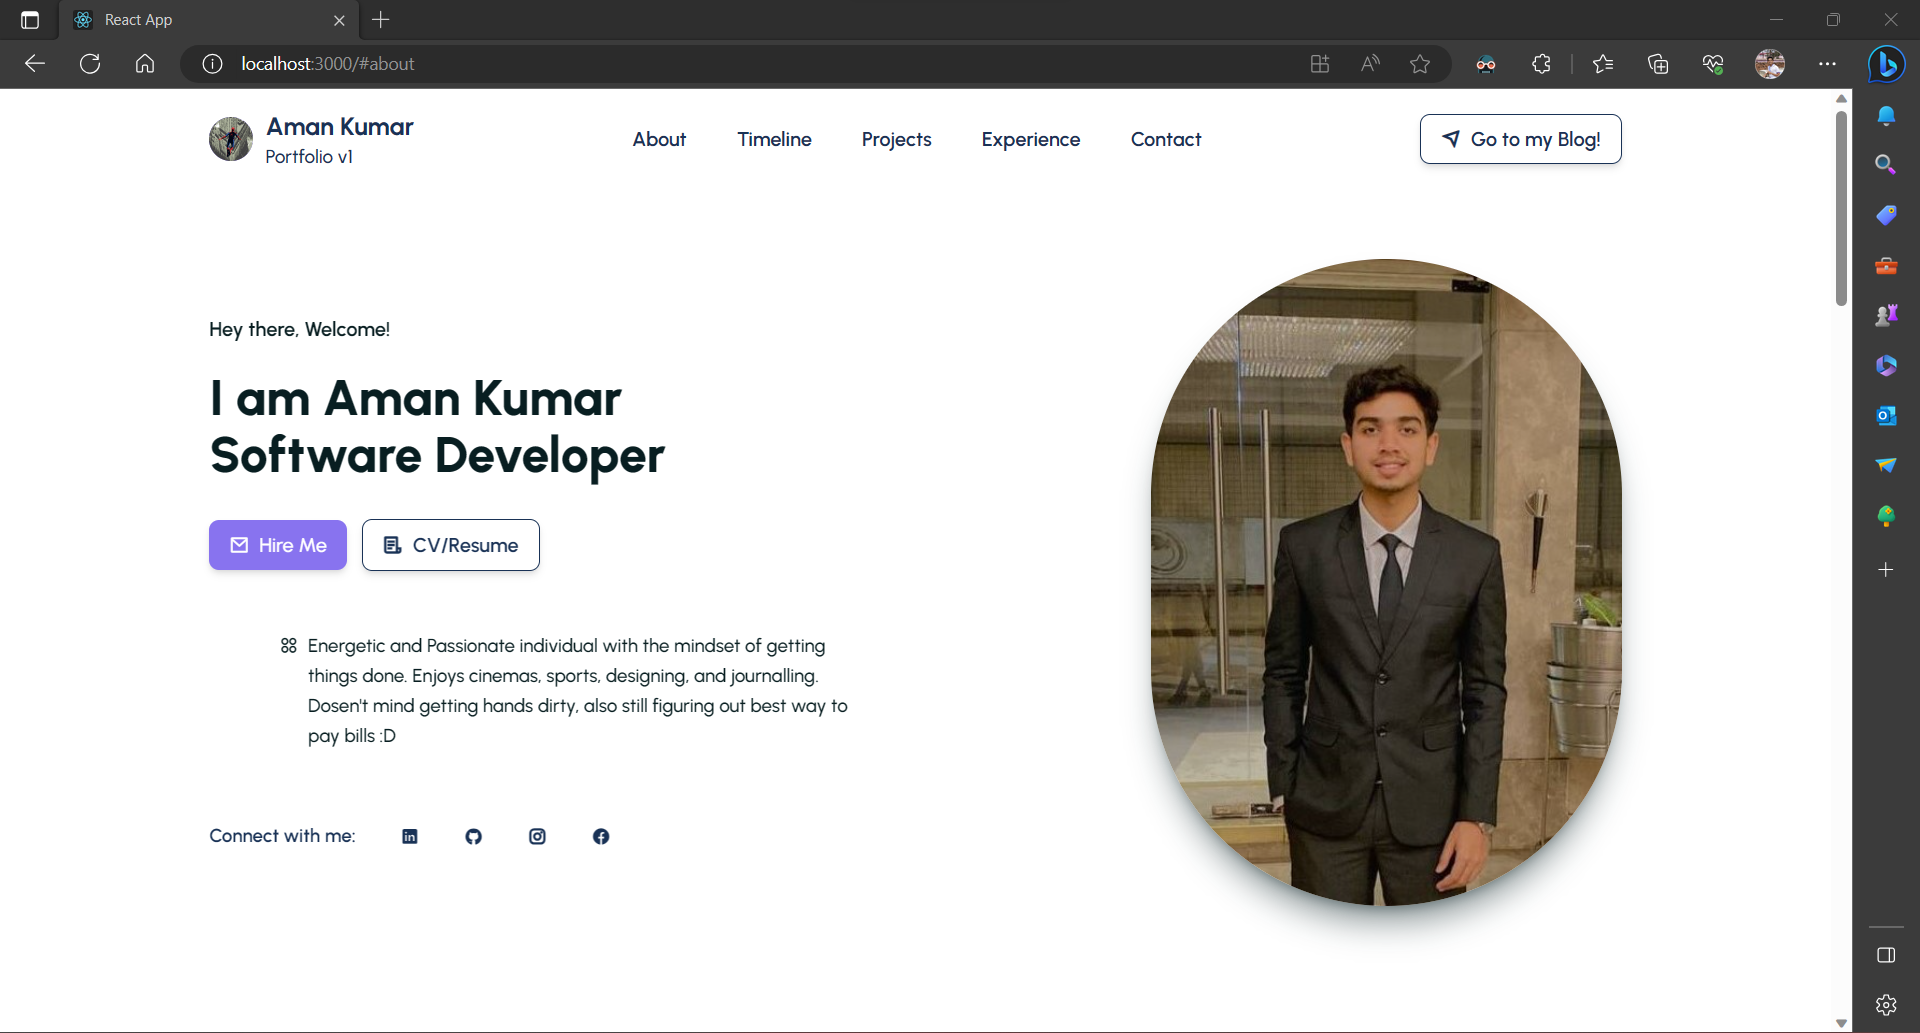 React App
localhost:3000/#about
Aman Kumar
Portfolio v1
About
Timeline
Projects
Experience
Contact
Go to my Blog!
Hey there, Welcome!
I am Aman Kumar
Software Developer
Hire Me
CV/Resume
Energetic and Passionate individual with the mindset of getting
things done. Enjoys cinemas, sports, designing, and journalling.
Dosen't mind getting hands dirty, also still figuring out best way to
pay bills :D
Connect with me: